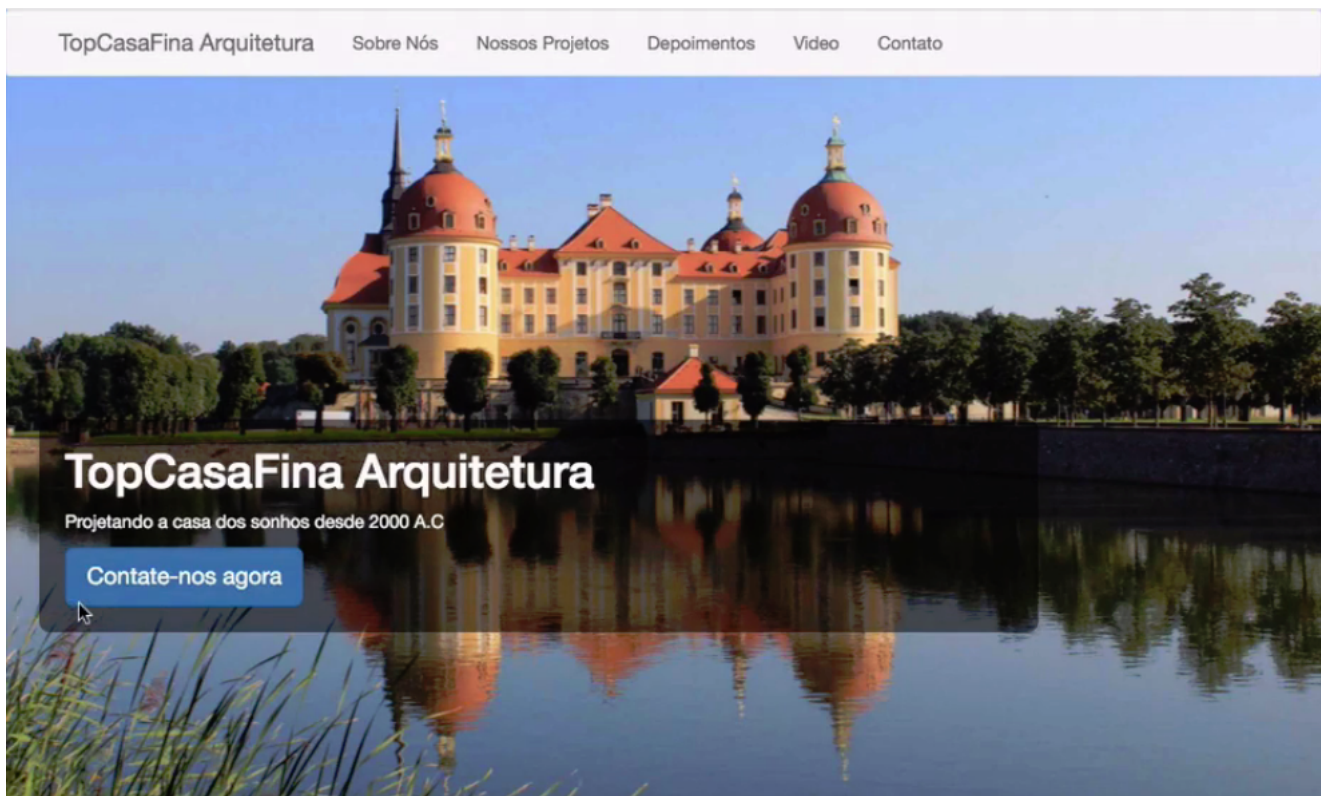 TopCasaFina Arquitetura Sobre Nós Nossos Projetos Depoimentos Video Contato
TopCasaFina Arquitetura
Projetando a casa dos sonhos desde 2000 A.C
Contate-nos agora